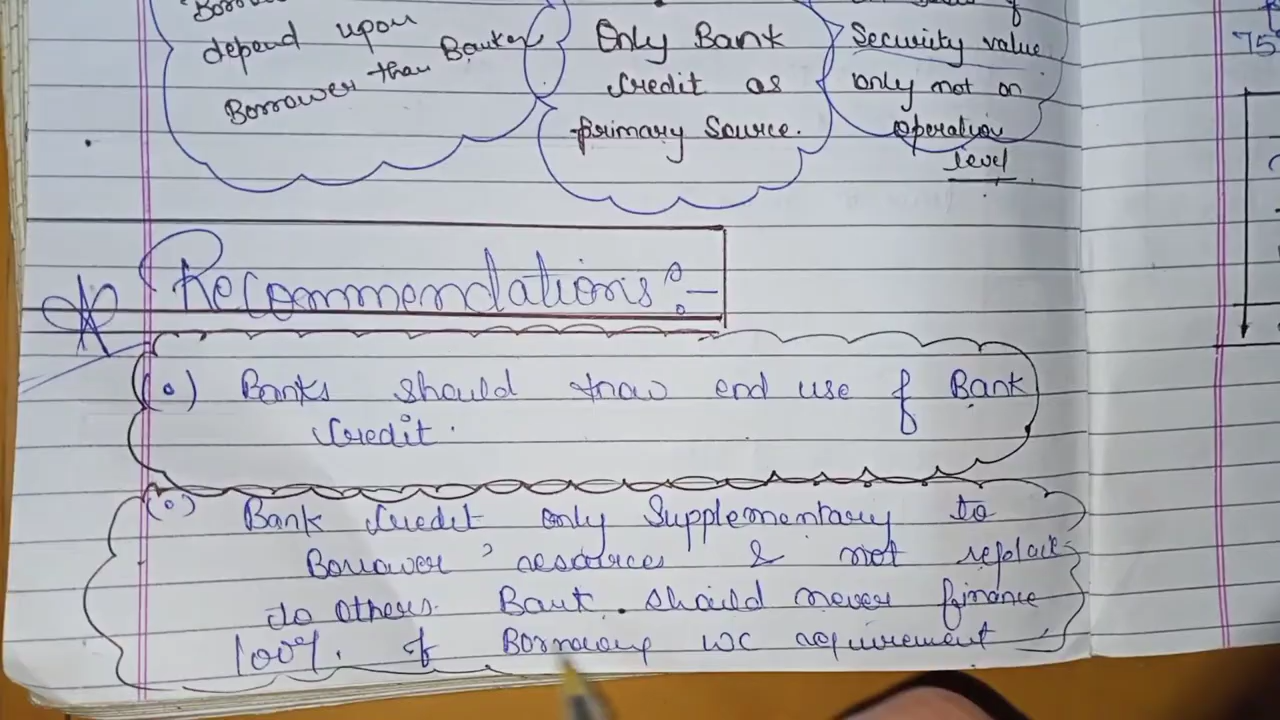 depend upon
Borrower than Banker
Only Bank
Credit as
primary Source.
Security value
only not on
operation
level
75
Recommendations:-
(o) Banks should know end use of Bank
Credit.
(o) Bank Credit only Supplementary to
Borrower's resources & not replace
to others. Bank should never finance
100% of Borrowing WC requirement